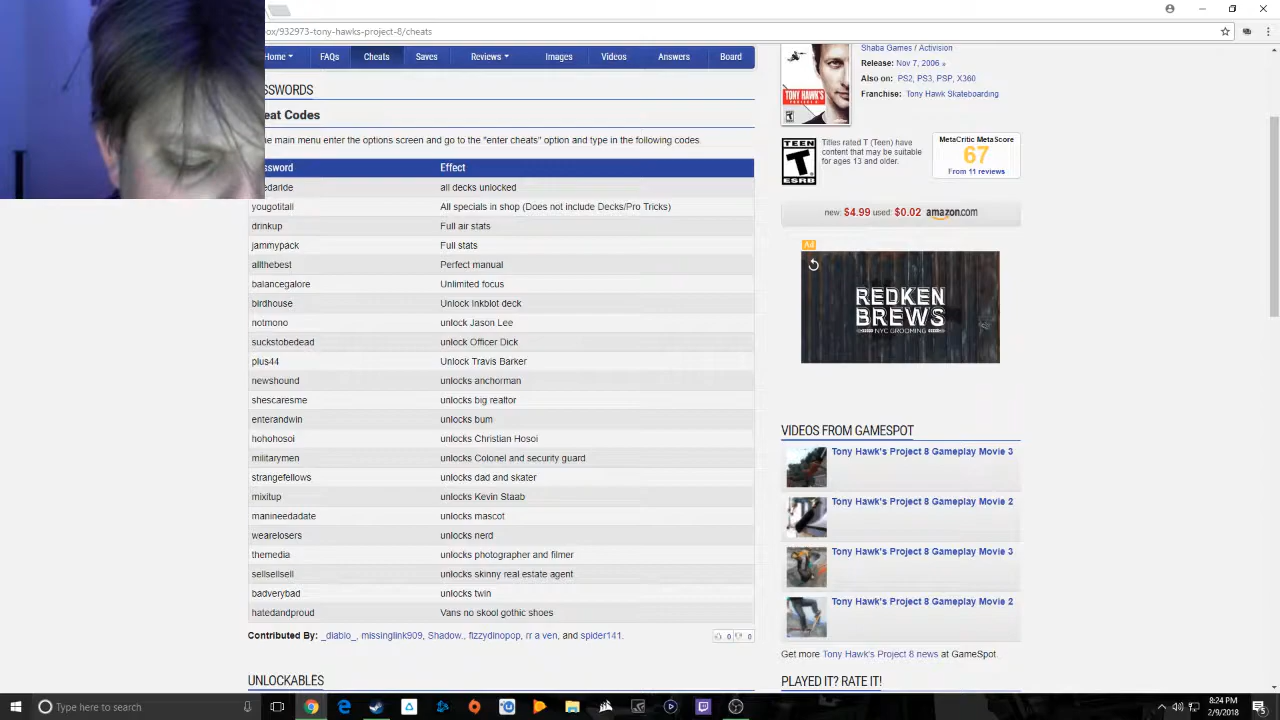 box/932973-tony-hawks-project-8/cheats
Home FAQs Cheats Saves Reviews Images Videos Answers Board
Shaba Games / Activision
Release: Nov 7, 2006 »
Also on: PS2, PS3, PSP, X360
Franchise: Tony Hawk Skateboarding
TONY HAWK'S
TEEN
T
ESRB
Titles rated T (Teen) have
content that may be suitable
for ages 13 and older.
MetaCritic MetaScore
67
From 11 reviews
new: $4.99 used: $0.02 amazon.com
Ad
REDKEN
BREWS
NYC GROOMING
VIDEOS FROM GAMESPOT
Tony Hawk's Project 8 Gameplay Movie 3
Tony Hawk's Project 8 Gameplay Movie 2
Tony Hawk's Project 8 Gameplay Movie 3
Tony Hawk's Project 8 Gameplay Movie 2
Get more Tony Hawk's Project 8 news at GameSpot.
PLAYED IT? RATE IT!
SSWORDS
eat Codes
me menu enter the options and go to the "enter cheats" option and type in the following codes.
sword Effect
edarde all decks unlocked
yougotitall All specials in shop (Does not include Decks/Pro Tricks)
drinkup Full air stats
jammypack Full stats
allthebest Perfect manual
balancegalore Unlimited focus
birdhouse Unlock Inkblot deck
notmono Unlock Jason Lee
suckstobedead Unlock Officer Dick
plus44 Unlock Travis Barker
newshound unlocks anchorman
shescaresme unlocks big realtor
enterandwin unlocks bum
hohohosoi unlocks Christian Hosoi
militarymen unlocks Colonel and security guard
strangefellows unlocks dad and skater
mixitup unlocks Kevin Staab
manineedadate unlocks mascot
wearelosers unlocks nerd
themedia unlocks photographer and filmer
sellsellsell unlocks skinny real estate agent
badverybad unlocks twin
hatedandproud Vans no skool gothic shoes
Contributed By: _diablo_, missinglink909, Shadow., fizzydinopop, rr a ven, and spider141.
0 0
UNLOCKABLES
Type here to search
8:24 PM
2/9/2018